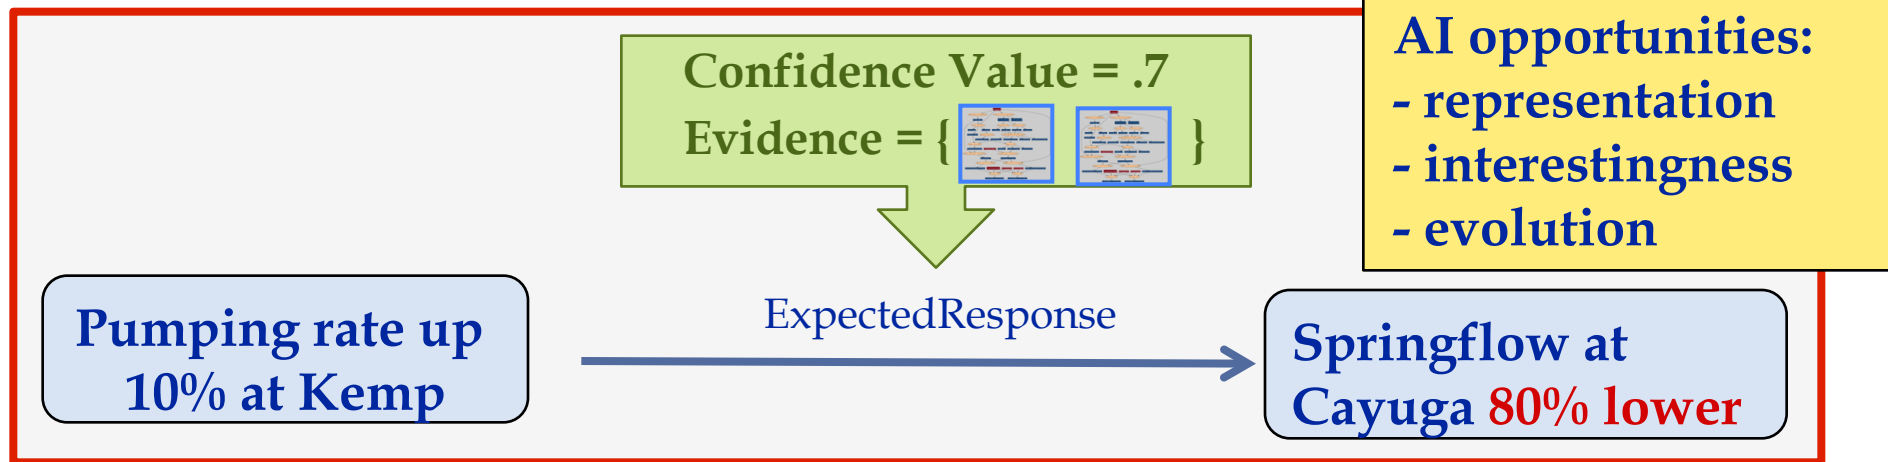 AI opportunities:
- representation
- interestingness
- evolution
Confidence Value = .7
Evidence = { }
Pumping rate up
10% at Kemp
ExpectedResponse
Springflow at
Cayuga 80% lower